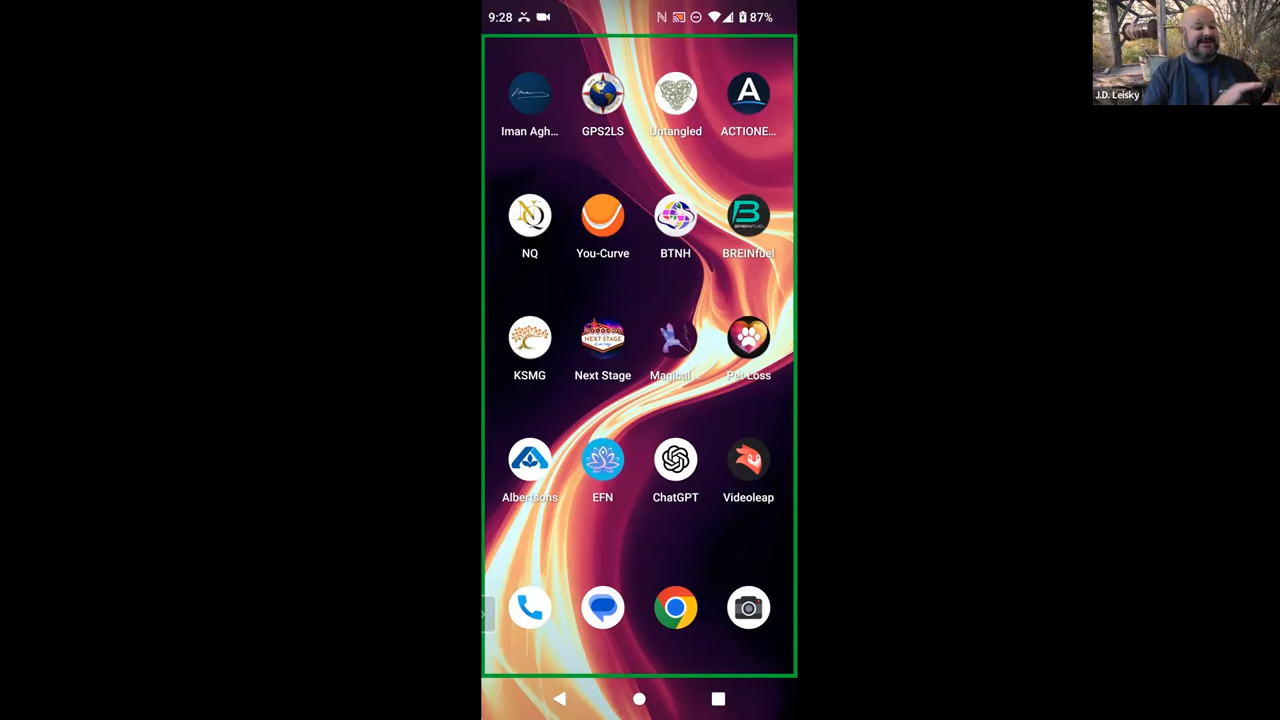 9:28 87%
J.D. Leisky
Iman Agh... GPS2LS Untangled ACTIONE...
NQ You-Curve BTNH BREINfuel
KSMG Next Stage Magical ... Pet Loss
Albertsons EFN ChatGPT Videoleap